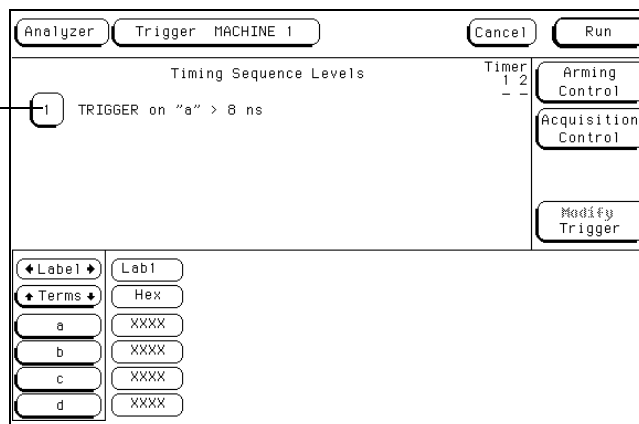 Analyzer Trigger MACHINE 1 Cancel Run
Timing Sequence Levels
Timer
1 2
- -
Arming
Control
1 TRIGGER on "a" > 8 ns
Acquisition
Control
Modify
Trigger
←Label→ Lab1
↑Terms↓ Hex
a XXXX
b XXXX
c XXXX
d XXXX